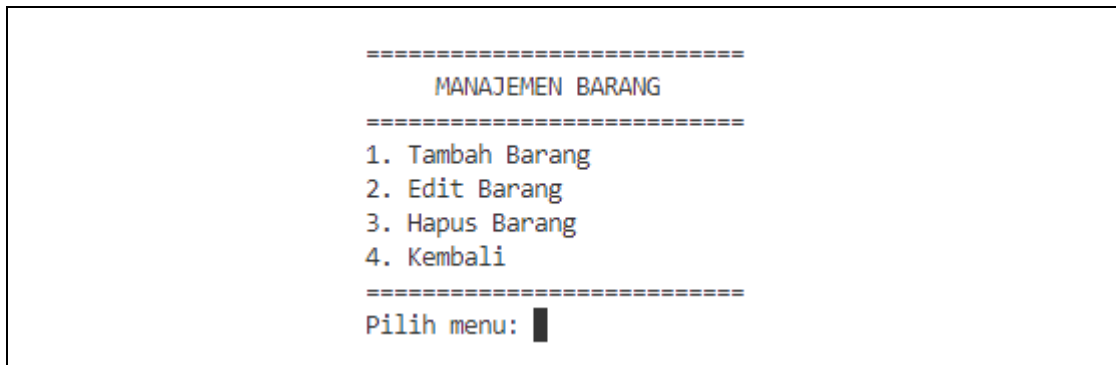 ===========================
MANAJEMEN BARANG
===========================
1. Tambah Barang
2. Edit Barang
3. Hapus Barang
4. Kembali
===========================
Pilih menu: